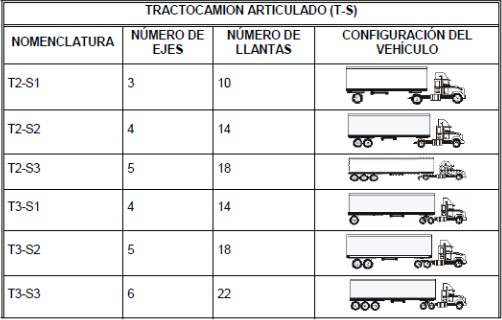 TRACTOCAMION ARTICULADO (T-S)
NOMENCLATURA NÚMERO DE EJES NÚMERO DE LLANTAS CONFIGURACIÓN DEL VEHÍCULO
T2-S1 3 10
T2-S2 4 14
T2-S3 5 18
T3-S1 4 14
T3-S2 5 18
T3-S3 6 22